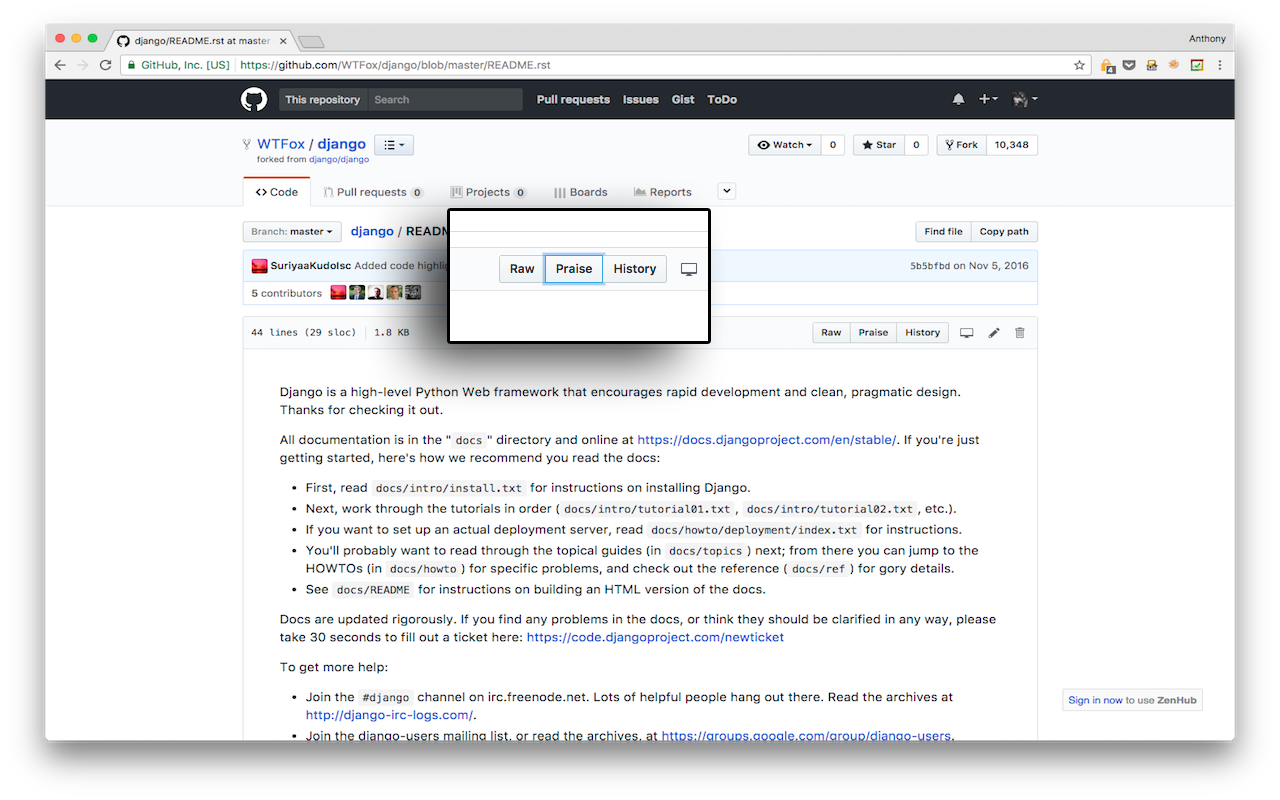 django/README.rst at master
Anthony
GitHub, Inc. [US] https://github.com/WTFox/django/blob/master/README.rst
4
This repository Search Pull requests Issues Gist ToDo
WTFox / django
Watch 0 Star 0 Fork 10,348
forked from django/django
Code Pull requests 0 Projects 0 Boards Reports
Branch: master django / READM
Find file Copy path
SuriyaaKudoIsc Added code highlig
5b5bfbd on Nov 5, 2016
Raw Praise History
5 contributors
44 lines (29 sloc) 1.8 KB
Raw Praise History
Django is a high-level Python Web framework that encourages rapid development and clean, pragmatic design.
Thanks for checking it out.
All documentation is in the " docs " directory and online at https://docs.djangoproject.com/en/stable/. If you're just
getting started, here's how we recommend you read the docs:
• First, read docs/intro/install.txt for instructions on installing Django.
• Next, work through the tutorials in order ( docs/intro/tutorial01.txt , docs/intro/tutorial02.txt , etc.).
• If you want to set up an actual deployment server, read docs/howto/deployment/index.txt for instructions.
• You'll probably want to read through the topical guides (in docs/topics ) next; from there you can jump to the
HOWTOs (in docs/howto ) for specific problems, and check out the reference ( docs/ref ) for gory details.
• See docs/README for instructions on building an HTML version of the docs.
Docs are updated rigorously. If you find any problems in the docs, or think they should be clarified in any way, please
take 30 seconds to fill out a ticket here: https://code.djangoproject.com/newticket
To get more help:
• Join the #django channel on irc.freenode.net. Lots of helpful people hang out there. Read the archives at
http://django-irc-logs.com/.
• Join the django-users mailing list, or read the archives, at https://groups.google.com/group/django-users.
Sign in now to use ZenHub